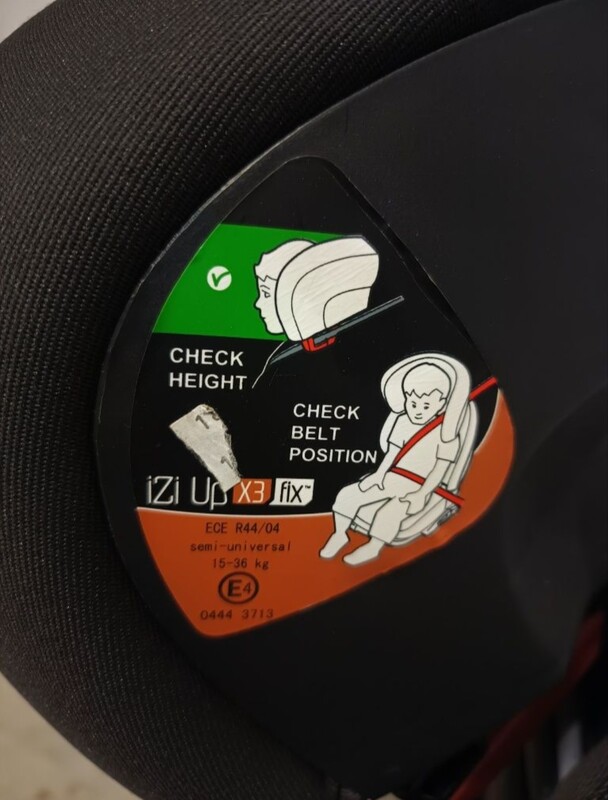 CHECK
HEIGHT
CHECK
BELT
POSITION
iZi Up X3 fix™
ECE R44/04
semi-universal
15-36 kg
E4
0444 3713